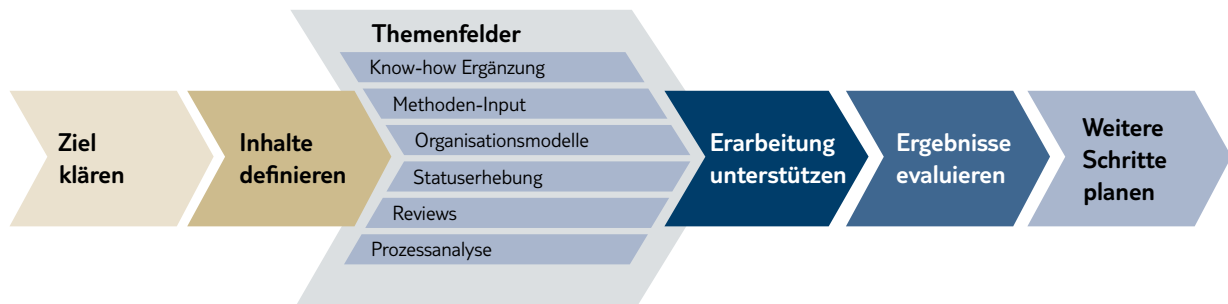 Ziel
klären
Inhalte
definieren
Themenfelder
Know-how Ergänzung
Methoden-Input
Organisationsmodelle
Statuserhebung
Reviews
Prozessanalyse
Erarbeitung
unterstützen
Ergebnisse
evaluieren
Weitere
Schritte
planen